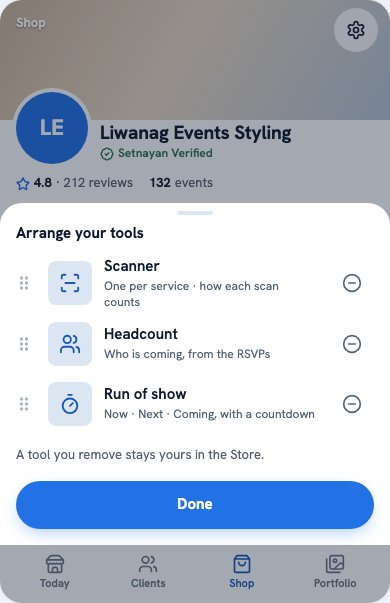 Shop
LE
Liwanag Events Styling
Setnayan Verified
4.8 · 212 reviews 132 events
Arrange your tools
Scanner
One per service · how each scan
counts
Headcount
Who is coming, from the RSVPs
Run of show
Now · Next · Coming, with a countdown
A tool you remove stays yours in the Store.
Done
Today Clients Shop Portfolio